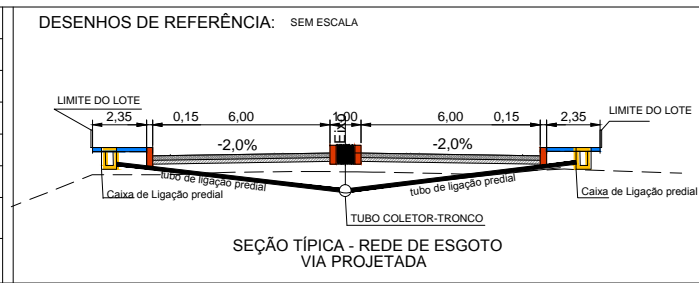 DESENHOS DE REFERÊNCIA: SEM ESCALA
LIMITE DO LOTE
LIMITE DO LOTE
2,35 0,15 6,00 1,00 6,00 0,15 2,35
EIXO
-2,0% -2,0%
tubo de ligação predial
tubo de ligação predial
Caixa de Ligação predial
Caixa de Ligação predial
TUBO COLETOR-TRONCO
SEÇÃO TÍPICA - REDE DE ESGOTO
VIA PROJETADA